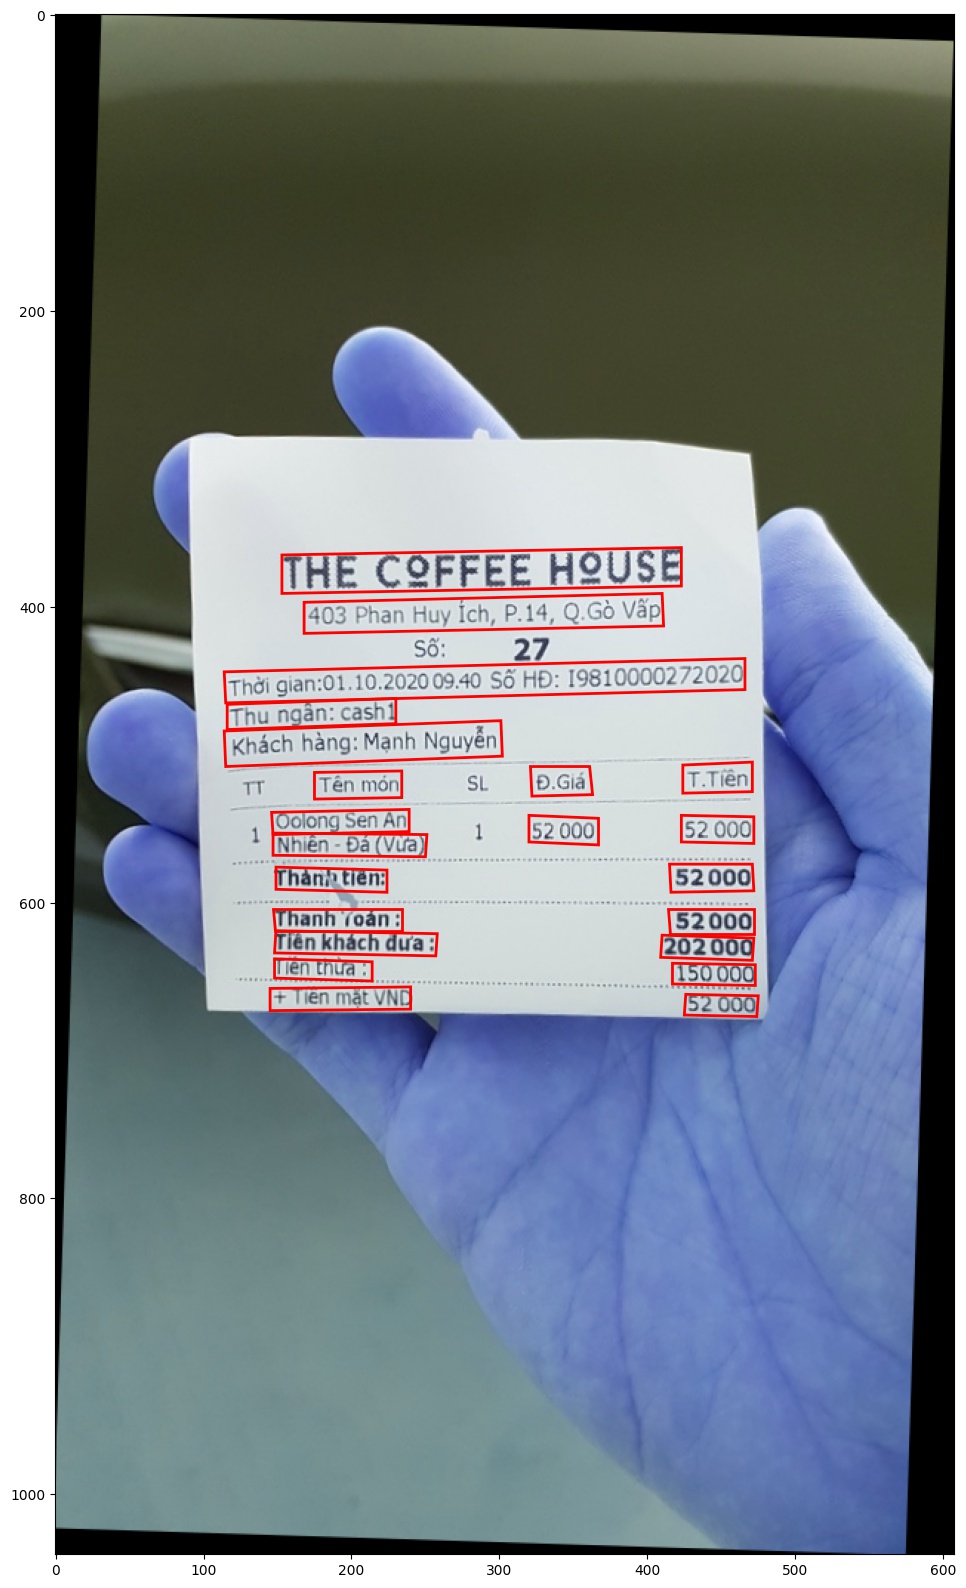 THE COFFEE HOUSE
403 Phan Huy Ích, P.14, Q.Gò Vấp
Số: 27
Thời gian:01.10.2020 09.40 Số HĐ: I9810000272020
Thu ngân: cash1
Khách hàng: Mạnh Nguyễn
TT Tên món SL Đ.Giá T.Tiền
1 Oolong Sen An 1 52 000 52 000
Nhiên - Đá (Vừa)
Thành tiền: 52 000
Thanh Toán : 52 000
Tiền khách đưa : 202 000
Tiền thừa : 150 000
+ Tiền mặt VND 52 000
0
200
400
600
800
1000
0 100 200 300 400 500 600